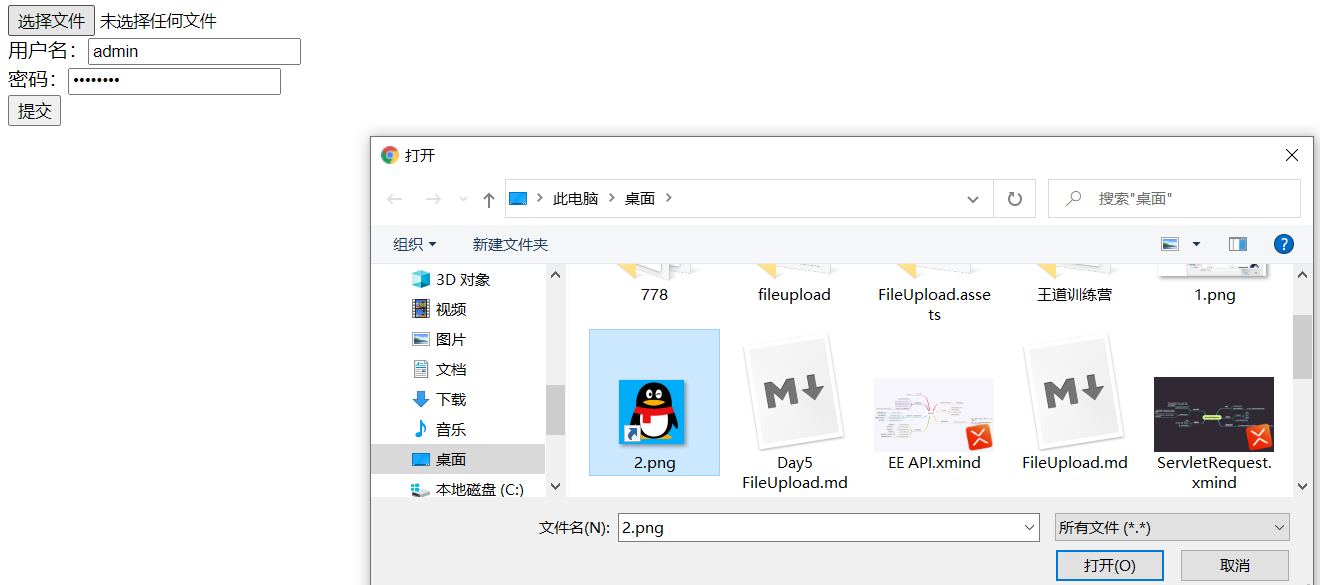 选择文件 未选择任何文件
用户名： admin
密码： ••••••••
提交
打开
此电脑 桌面
搜索"桌面"
组织 新建文件夹
3D 对象
视频
图片
文档
下载
音乐
桌面
本地磁盘 (C:)
778
fileupload
FileUpload.asse
ts
王道训练营
1.png
2.png
Day5
FileUpload.md
EE API.xmind
FileUpload.md
ServletRequest.
xmind
文件名(N): 2.png
所有文件 (*.*)
打开(O) 取消